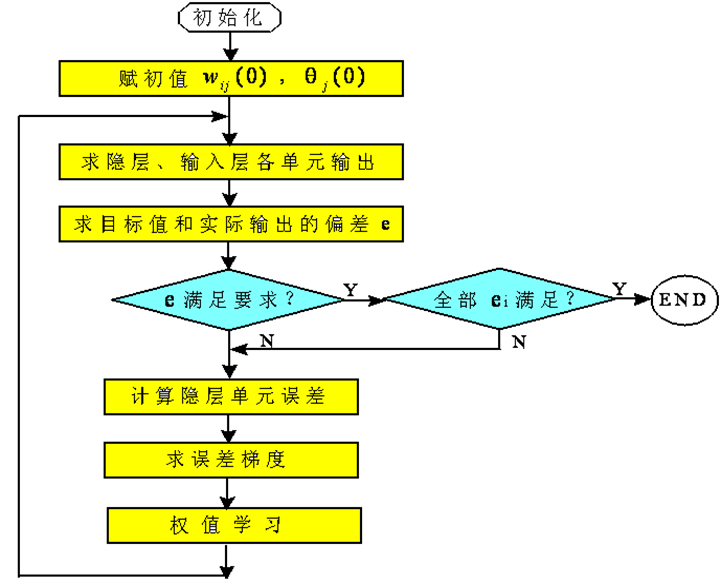 初始化
赋初值 wij(0)，θj(0)
求隐层、输入层各单元输出
求目标值和实际输出的偏差 e
e 满足要求？
Y
全部 ei 满足？
Y
END
N
N
计算隐层单元误差
求误差梯度
权值学习